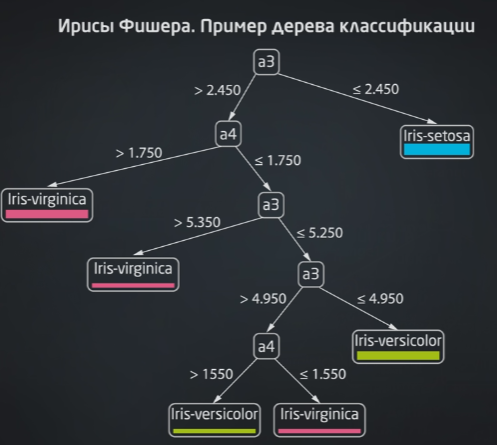 Ирисы Фишера. Пример дерева классификации
a3
> 2.450
≤ 2.450
a4
Iris-setosa
> 1.750
≤ 1.750
Iris-virginica
a3
> 5.350
≤ 5.250
Iris-virginica
a3
> 4.950
≤ 4.950
a4
Iris-versicolor
> 1550
≤ 1.550
Iris-versicolor
Iris-virginica